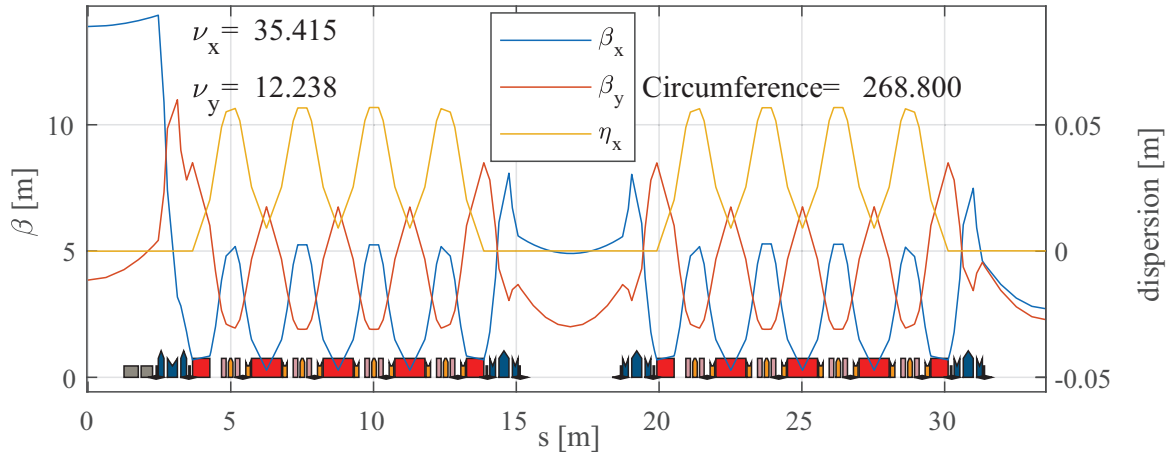 ν_x = 35.415
ν_y = 12.238
β_x
β_y
η_x
Circumference= 268.800
10
5
0
β [m]
0.05
0
-0.05
dispersion [m]
0 5 10 15 20 25 30
s [m]